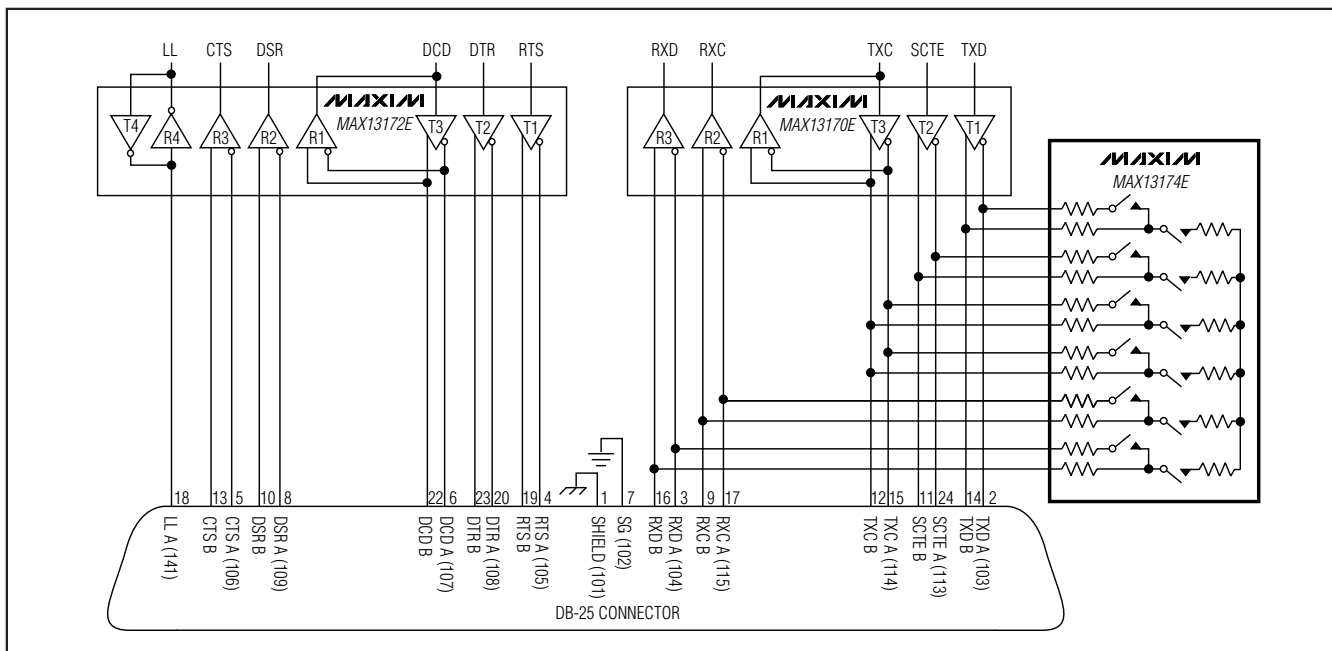 LL CTS DSR DCD DTR RTS RXD RXC TXC SCTE TXD
MAXIM
MAX13172E
T4 R4 R3 R2 R1 T3 T2 T1
MAXIM
MAX13170E
R3 R2 R1 T3 T2 T1
MAXIM
MAX13174E
18 13 5 10 8 22 6 23 20 19 4 1 7 16 3 9 17 12 15 11 24 14 2
LL A (141)
CTS B
CTS A (106)
DSR B
DSR A (109)
DCD B
DCD A (107)
DTR B
DTR A (108)
RTS B
RTS A (105)
SHIELD (101)
SG (102)
RXD B
RXD A (104)
RXC B
RXC A (115)
TXC B
TXC A (114)
SCTE B
SCTE A (113)
TXD B
TXD A (103)
DB-25 CONNECTOR